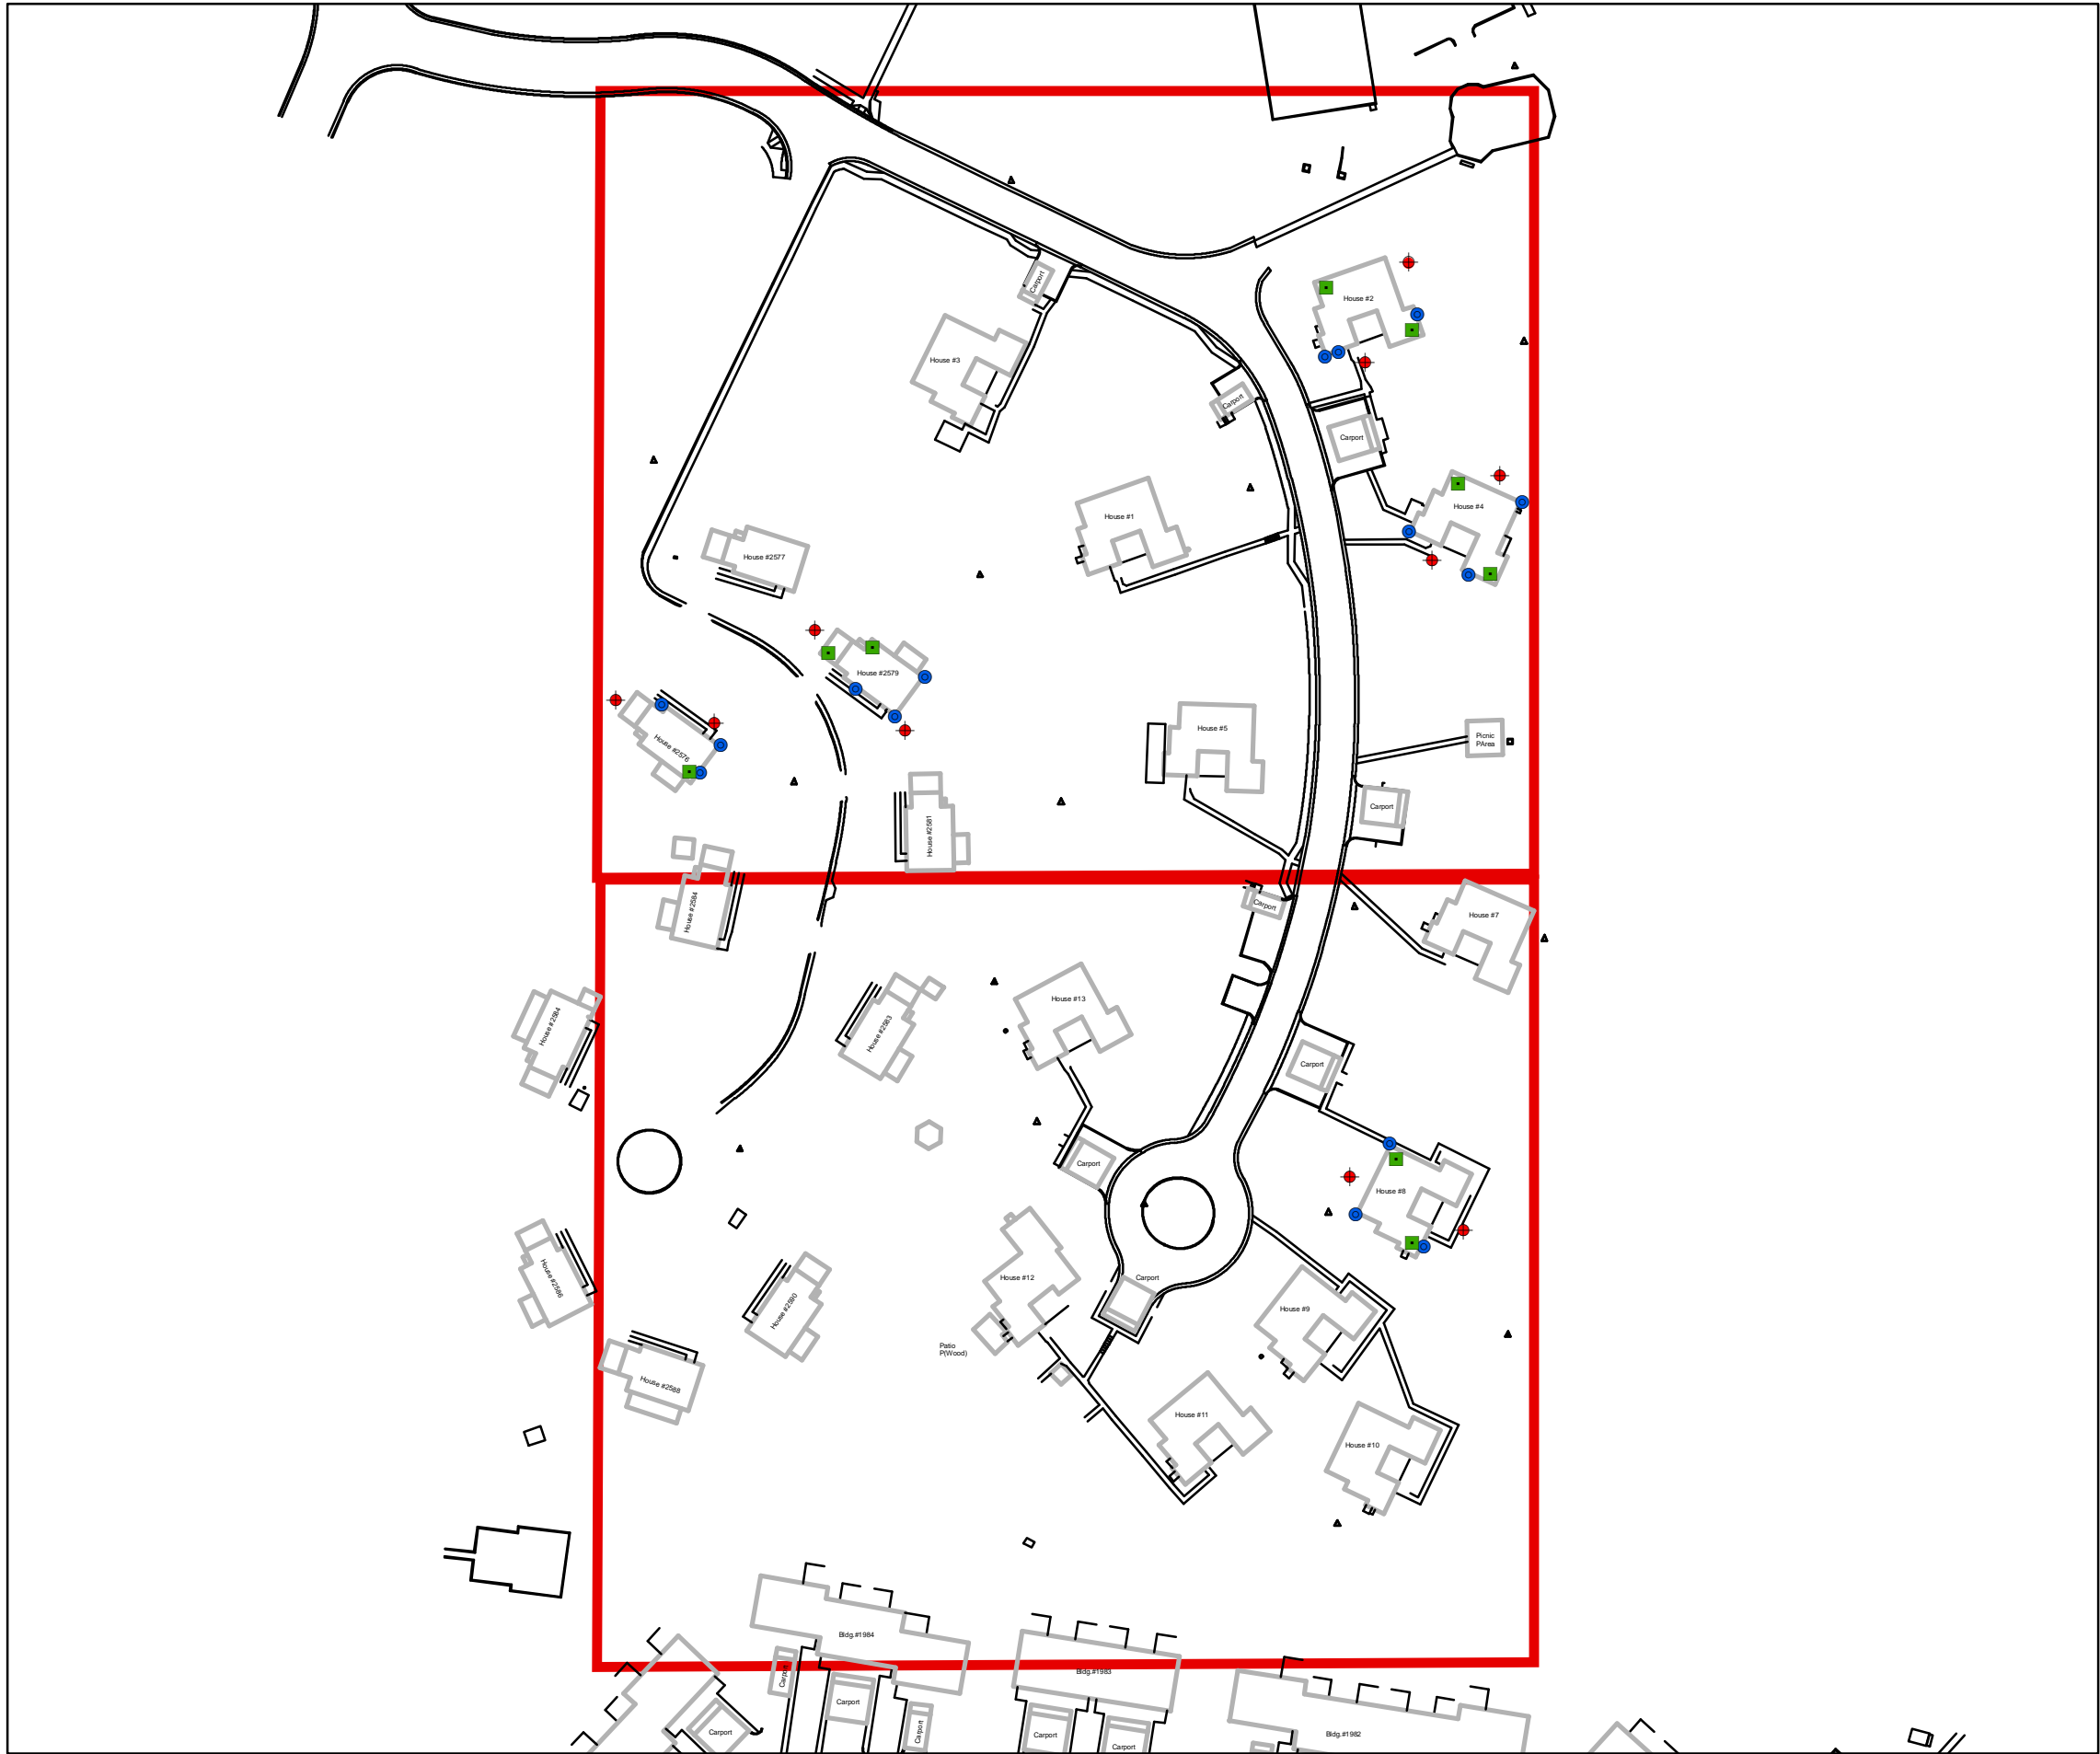 Carport
House #2
House #3
Carport
Carport
House #4
House #1
House #2577
House #2579
House #5
House #2576
Picnic
PArea
Carport
House #2581
House #2584
Carport
House #7
House #13
House #2584
House #2583
Carport
Carport
House #8
House #12
Carport
House #2586
House #9
House #2590
Patio
P(Wood)
House #2588
House #11
House #10
Bldg.#1984
Bldg.#1983
Carport
Carport
Carport
Carport
Carport
Carport
Bldg.#1982